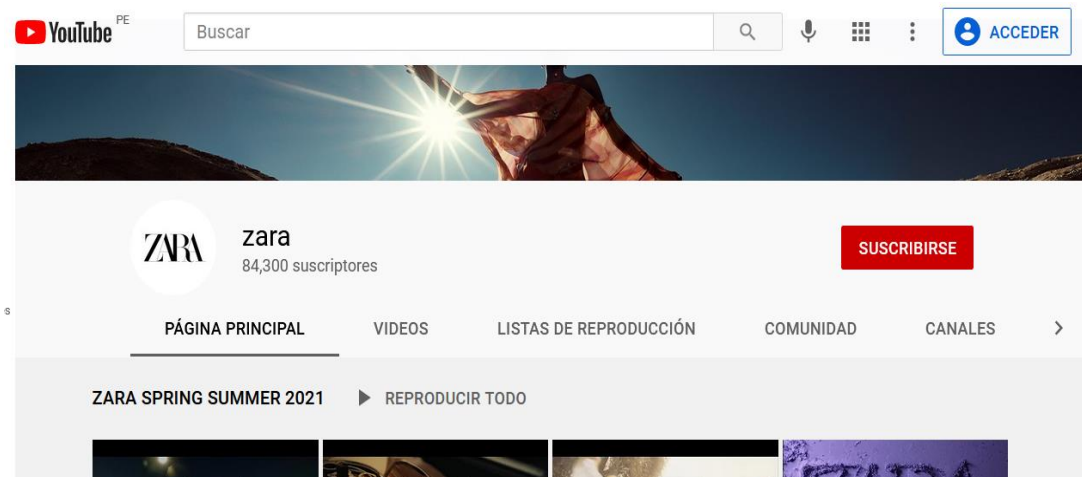 YouTube PE
Buscar
ACCEDER
ZARA
zara
84,300 suscriptores
SUSCRIBIRSE
PÁGINA PRINCIPAL VIDEOS LISTAS DE REPRODUCCIÓN COMUNIDAD CANALES
ZARA SPRING SUMMER 2021 REPRODUCIR TODO